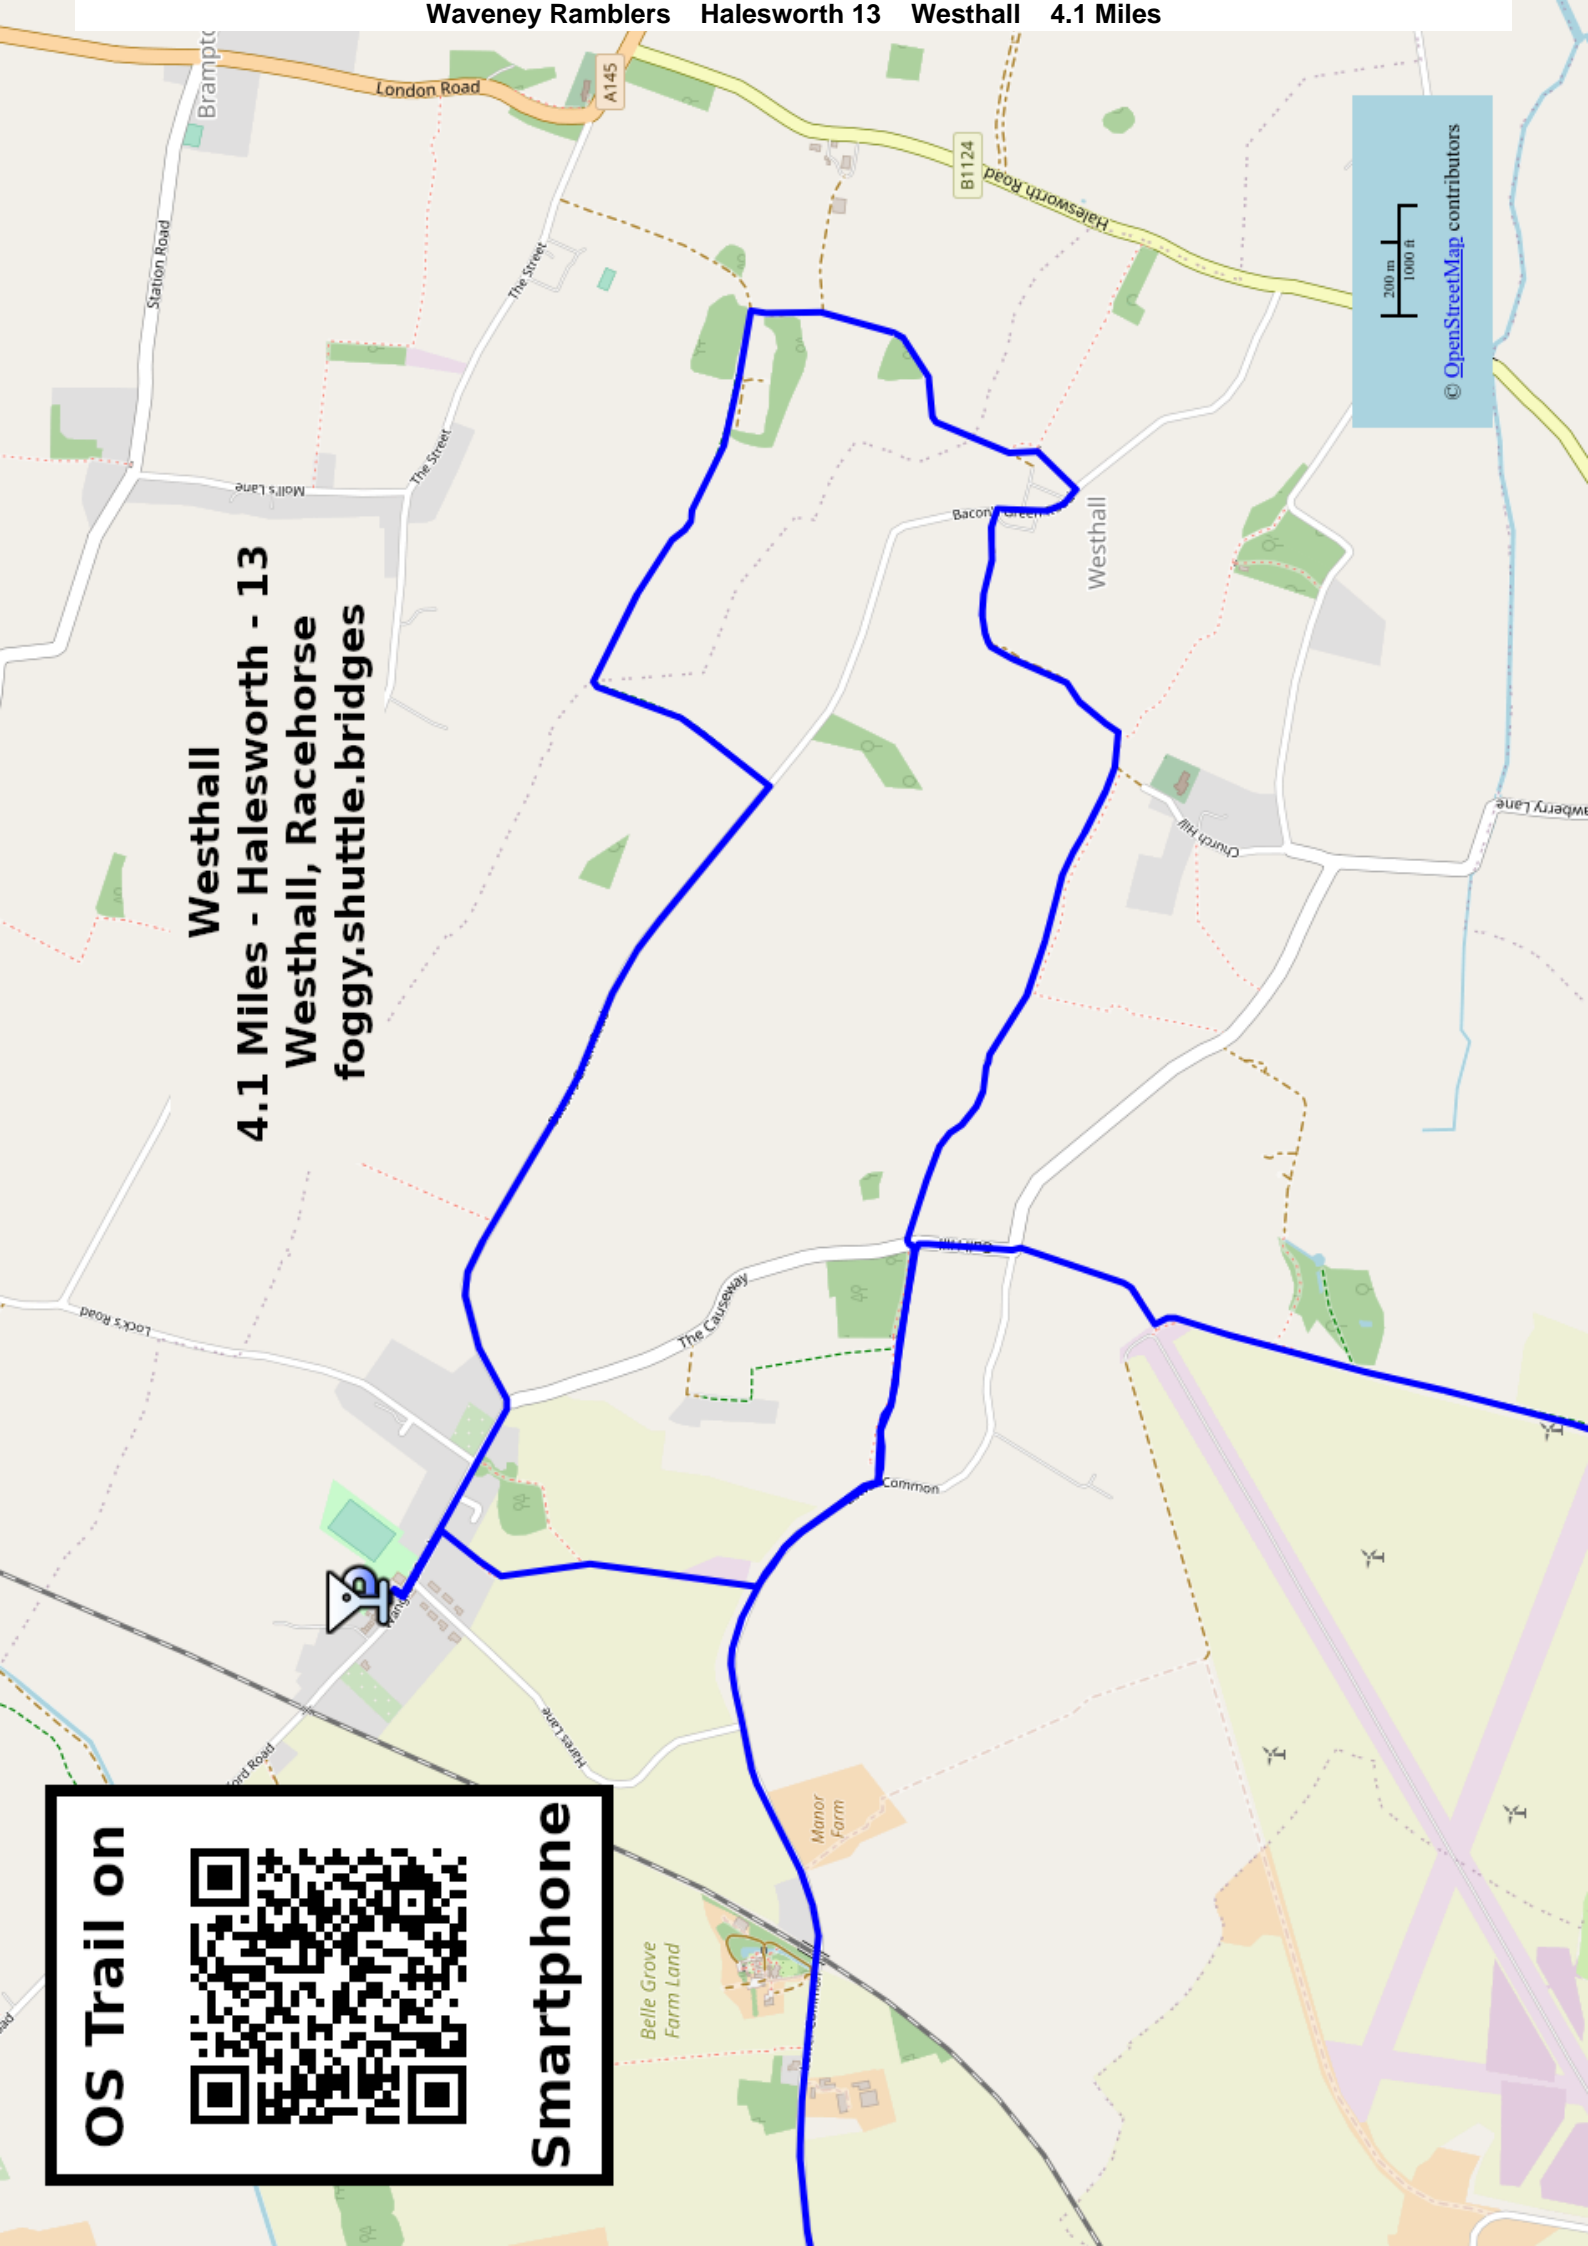 Waveney Ramblers Halesworth 13 Westhall 4.1 Miles
London Road
A145
B1124
Halesworth Road
Station Road
The Street
The Street
Moll's Lane
Westhall
4.1 Miles - Halesworth - 13
Westhall, Racehorse
foggy.shuttle.bridges
200 m
1000 ft
© OpenStreetMap contributors
Westhall
Church Hill
Lock's Road
The Causeway
Common
Hares Lane
Manor
Farm
Belle Grove
Farm Land
OS Trail on
Smartphone